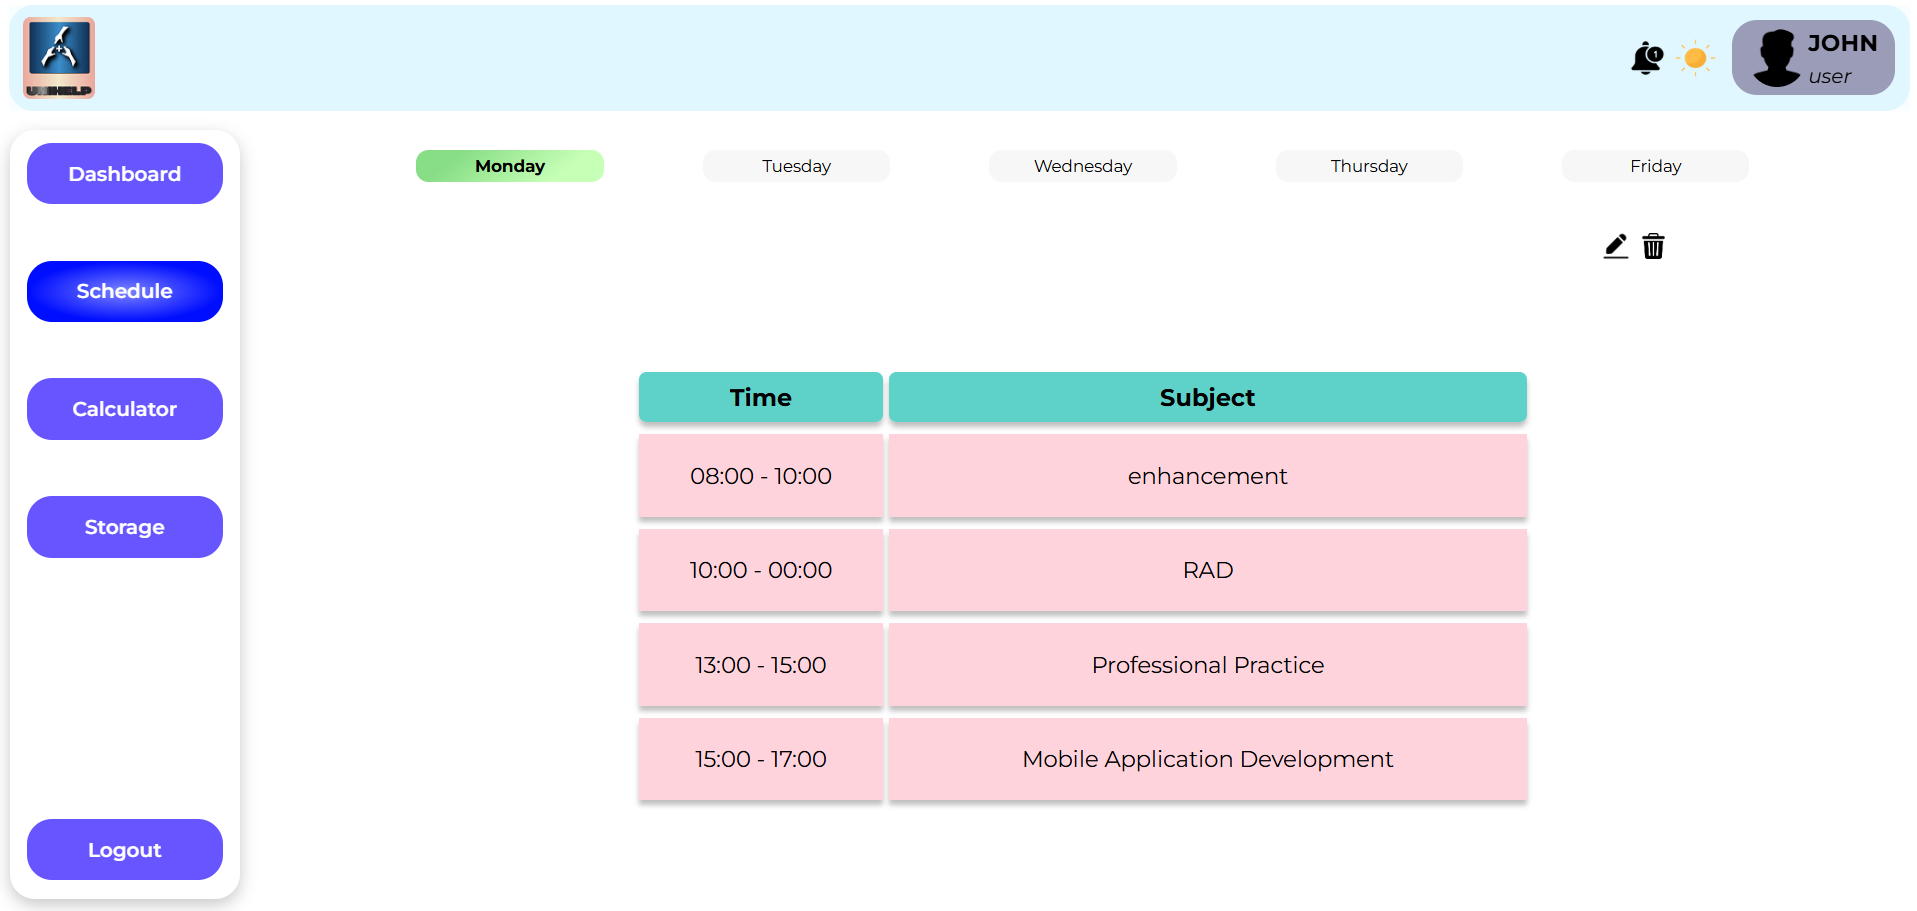 UNIHELP
1
JOHN
user
Dashboard
Schedule
Calculator
Storage
Logout
Monday Tuesday Wednesday Thursday Friday
Time Subject
08:00 - 10:00 enhancement
10:00 - 00:00 RAD
13:00 - 15:00 Professional Practice
15:00 - 17:00 Mobile Application Development